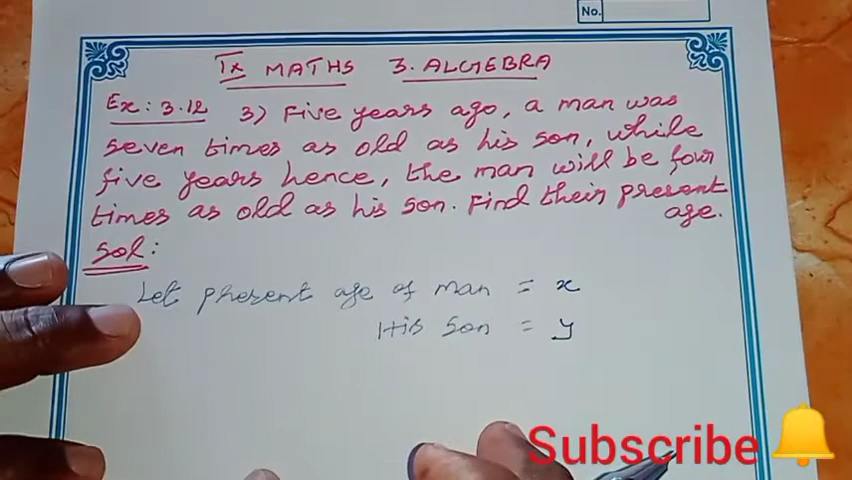 No.
IX MATHS 3. ALGEBRA
Ex: 3.12 3) Five years ago, a man was
seven times as old as his son, while
five years hence, the man will be four
times as old as his son. Find their present
age.
Sol:
Let present age of man = x
His son = y
Subscribe